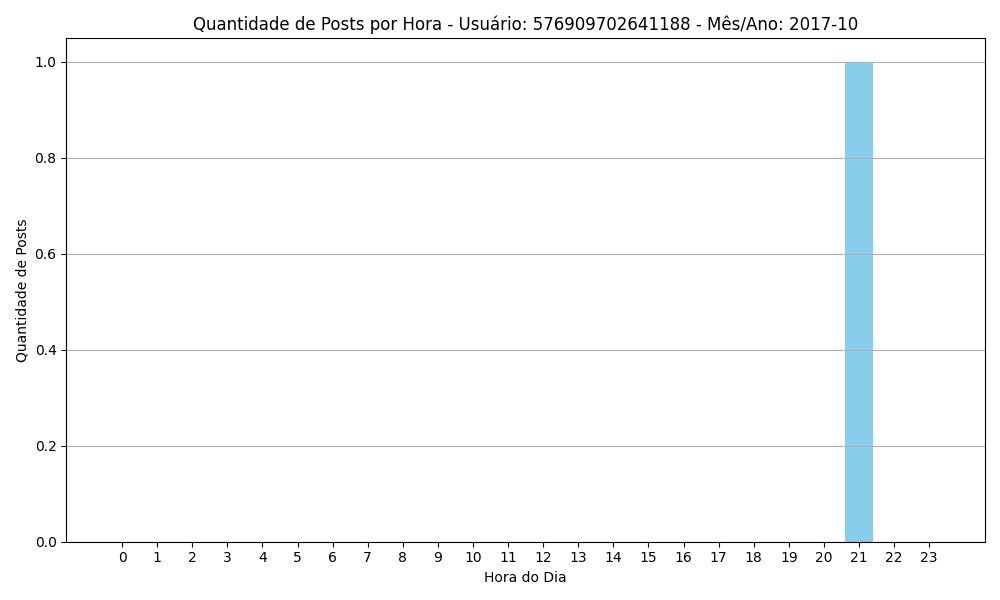 Quantidade de Posts por Hora - Usuário: 576909702641188 - Mês/Ano: 2017-10
Quantidade de Posts
1.0
0.8
0.6
0.4
0.2
0.0
0 1 2 3 4 5 6 7 8 9 10 11 12 13 14 15 16 17 18 19 20 21 22 23
Hora do Dia